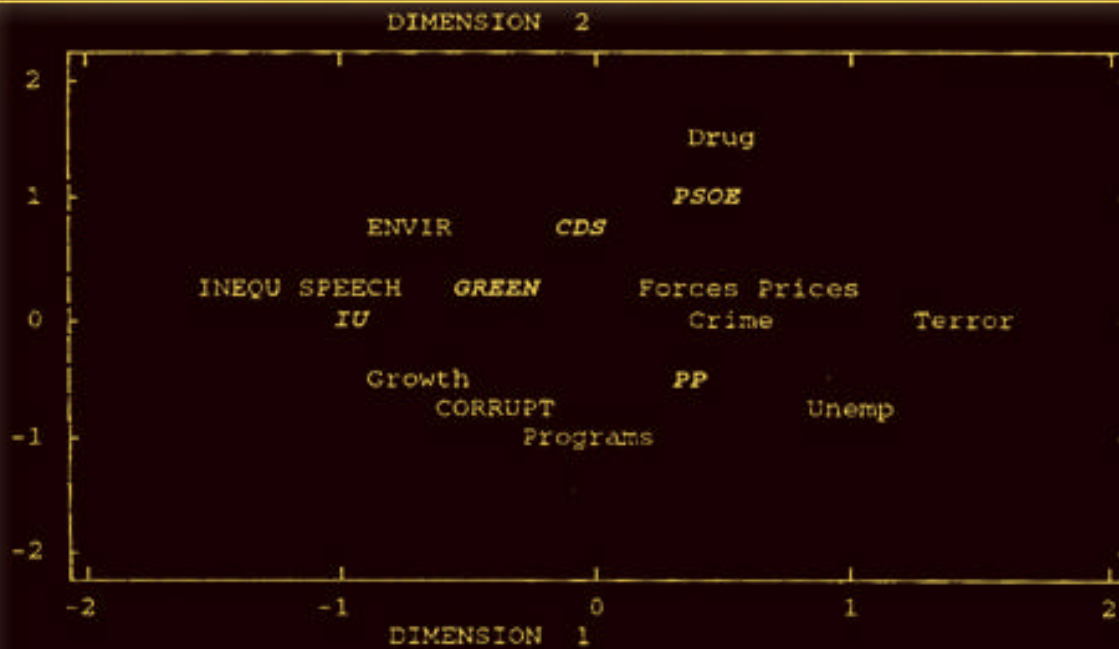 DIMENSION 2
2
Drug
1 PSOE
ENVIR CDS
INEQU SPEECH GREEN Forces Prices
0 IU Crime Terror
Growth PP
CORRUPT Unemp
-1 Programs
-2
-2 -1 0 1 2
DIMENSION 1